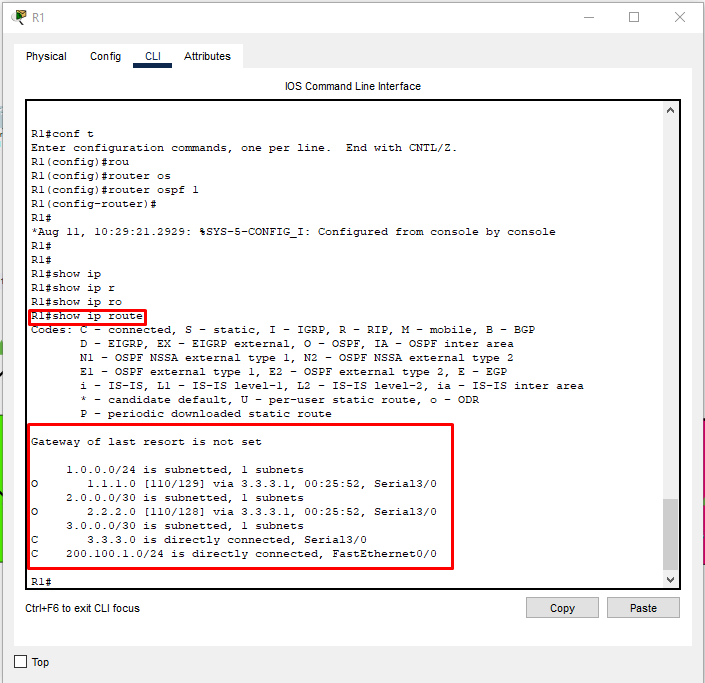 R1
Physical Config CLI Attributes
IOS Command Line Interface
R1#conf t
Enter configuration commands, one per line.  End with CNTL/Z.
R1(config)#rou
R1(config)#router os
R1(config)#router ospf 1
R1(config-router)#
R1#
*Aug 11, 10:29:21.2929: %SYS-5-CONFIG_I: Configured from console by console
R1#
R1#
R1#show ip
R1#show ip r
R1#show ip ro
R1#show ip route
Codes: C - connected, S - static, I - IGRP, R - RIP, M - mobile, B - BGP
       D - EIGRP, EX - EIGRP external, O - OSPF, IA - OSPF inter area
       N1 - OSPF NSSA external type 1, N2 - OSPF NSSA external type 2
       E1 - OSPF external type 1, E2 - OSPF external type 2, E - EGP
       i - IS-IS, L1 - IS-IS level-1, L2 - IS-IS level-2, ia - IS-IS inter area
       * - candidate default, U - per-user static route, o - ODR
       P - periodic downloaded static route
Gateway of last resort is not set
     1.0.0.0/24 is subnetted, 1 subnets
O       1.1.1.0 [110/129] via 3.3.3.1, 00:25:52, Serial3/0
     2.0.0.0/30 is subnetted, 1 subnets
O       2.2.2.0 [110/128] via 3.3.3.1, 00:25:52, Serial3/0
     3.0.0.0/30 is subnetted, 1 subnets
C       3.3.3.0 is directly connected, Serial3/0
C    200.100.1.0/24 is directly connected, FastEthernet0/0
R1#
Ctrl+F6 to exit CLI focus
Copy Paste
Top